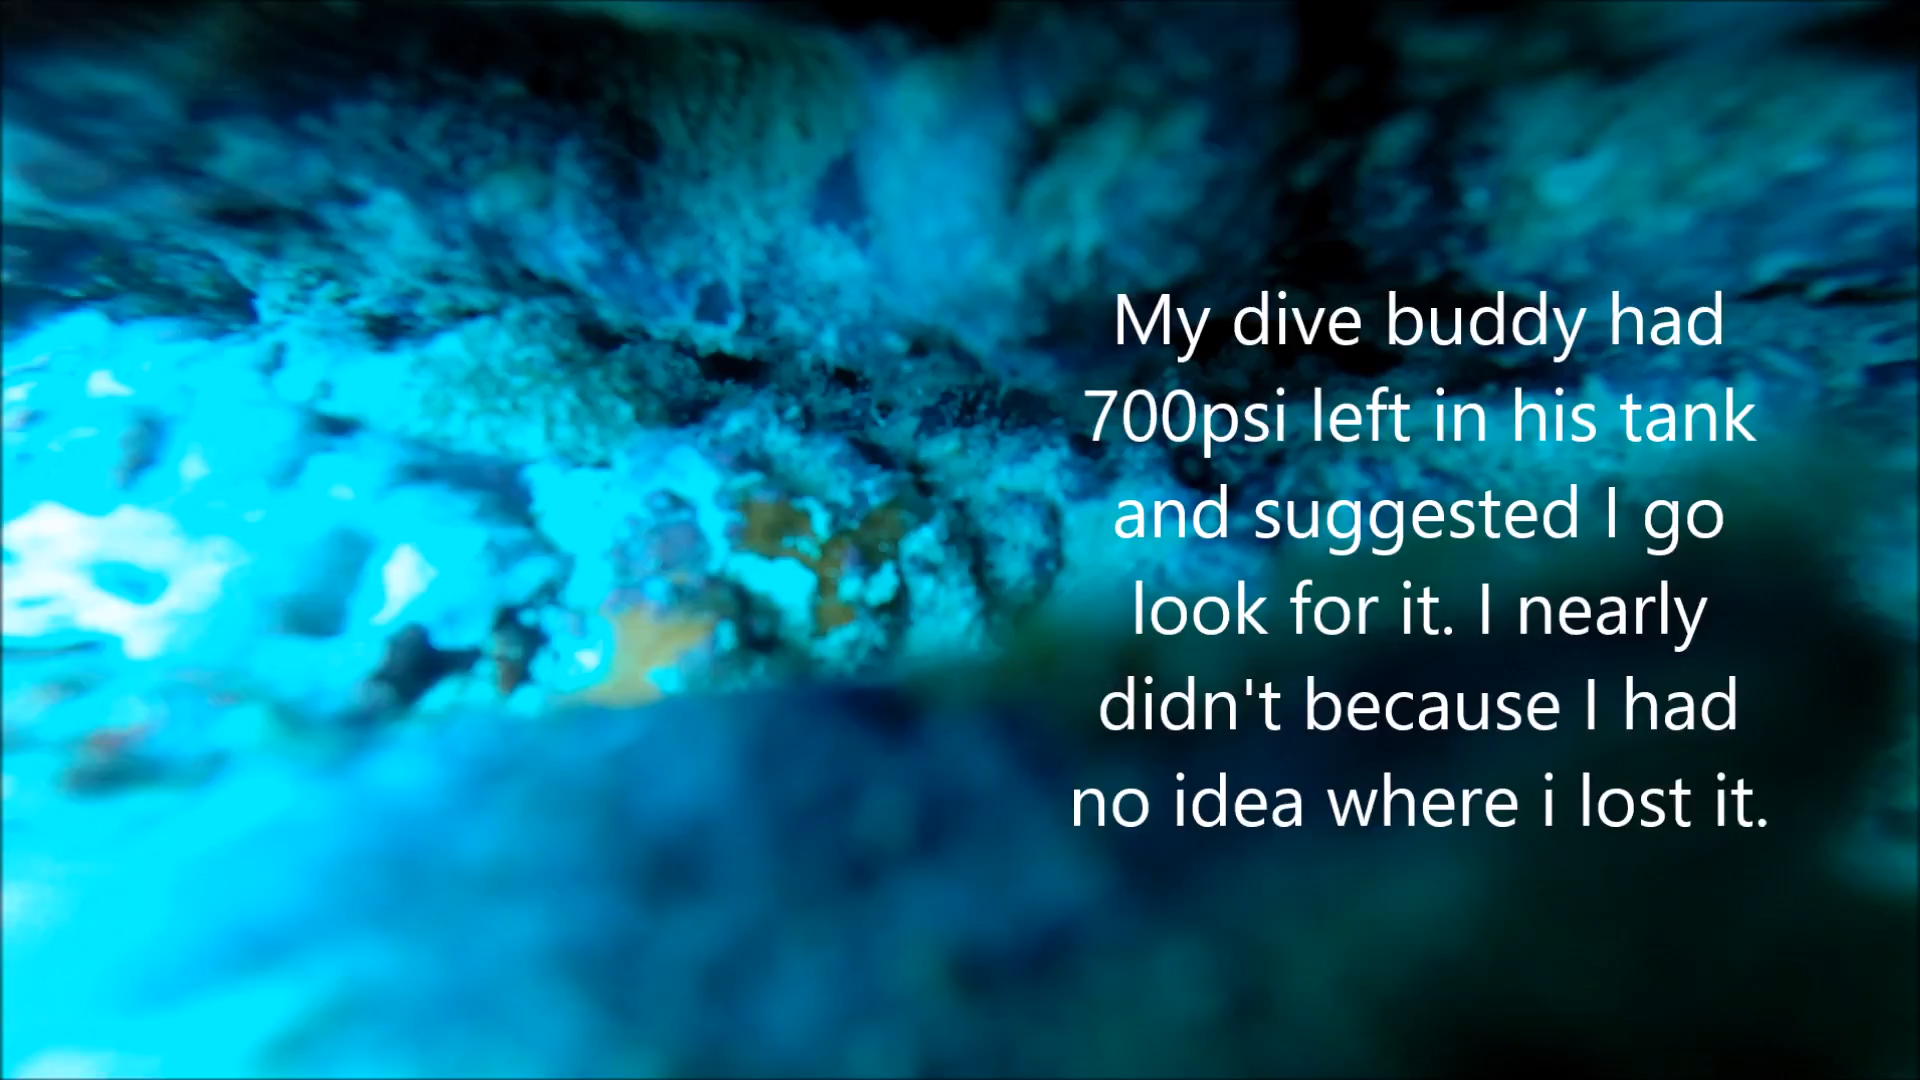 My dive buddy had
700psi left in his tank
and suggested I go
look for it. I nearly
didn't because I had
no idea where i lost it.